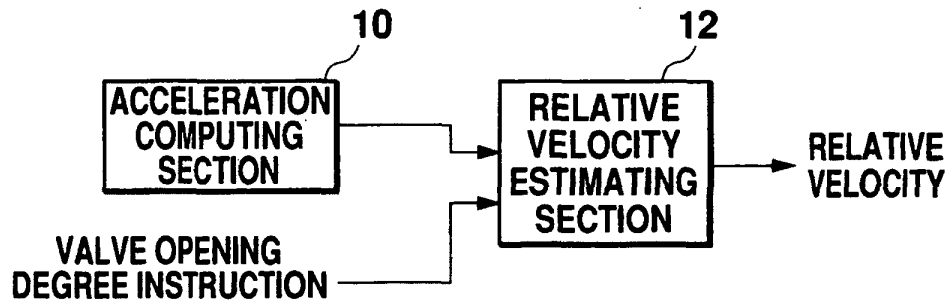 10
12
ACCELERATION
COMPUTING
SECTION
RELATIVE
VELOCITY
ESTIMATING
SECTION
RELATIVE
VELOCITY
VALVE OPENING
DEGREE INSTRUCTION